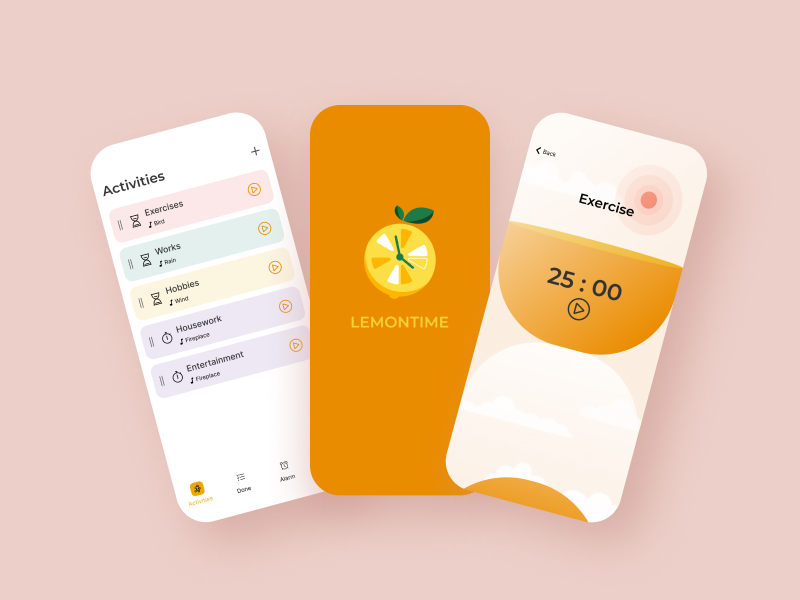 Activities
Exercises
Bird
Works
Rain
Hobbies
Wind
Housework
Fireplace
Entertainment
Fireplace
Activities
Done
Alarm
LEMONTIME
Back
Exercise
25 : 00